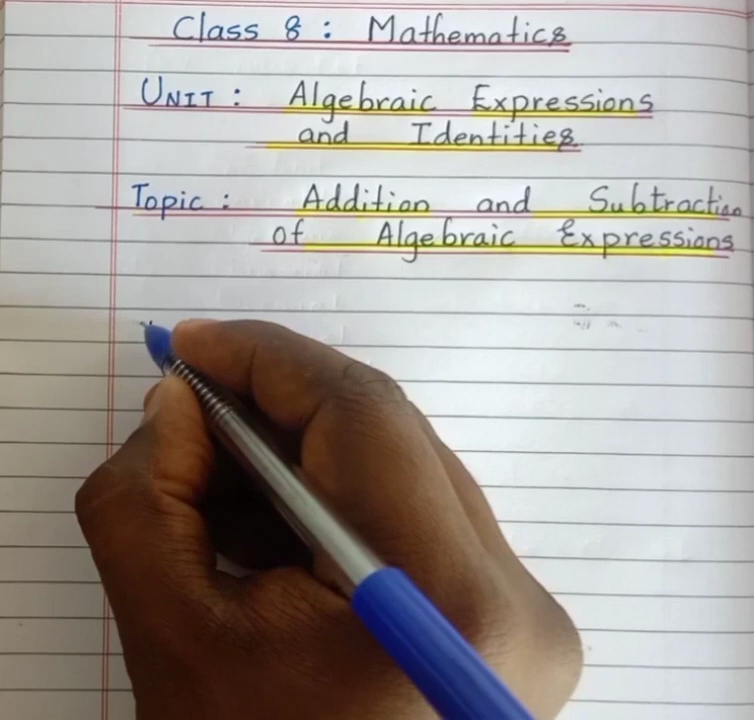 Class 8 : Mathematics
UNIT : Algebraic Expressions
and Identities
Topic : Addition and Subtraction
of Algebraic Expressions